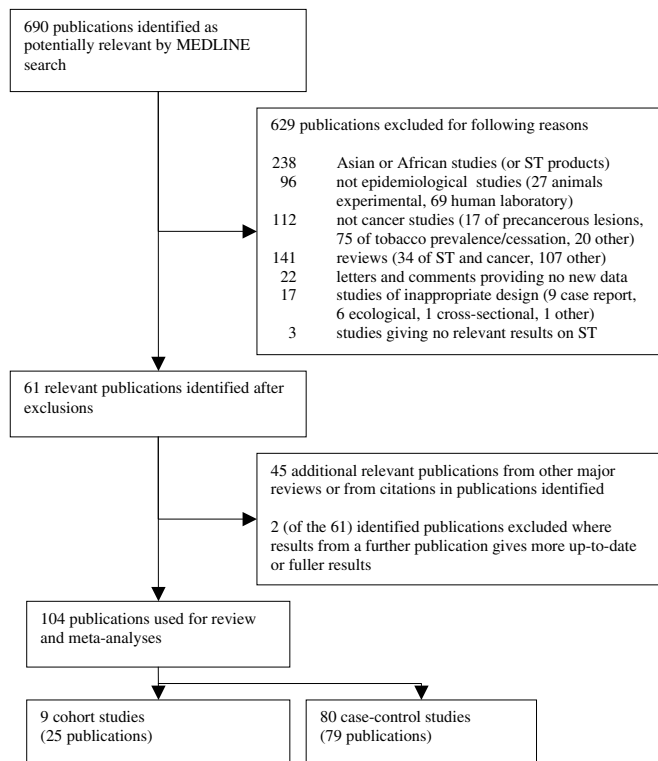 690 publications identified as
potentially relevant by MEDLINE
search
629 publications excluded for following reasons
238 Asian or African studies (or ST products)
96 not epidemiological studies (27 animals
experimental, 69 human laboratory)
112 not cancer studies (17 of precancerous lesions,
75 of tobacco prevalence/cessation, 20 other)
141 reviews (34 of ST and cancer, 107 other)
22 letters and comments providing no new data
17 studies of inappropriate design (9 case report,
6 ecological, 1 cross-sectional, 1 other)
3 studies giving no relevant results on ST
61 relevant publications identified after
exclusions
45 additional relevant publications from other major
reviews or from citations in publications identified
2 (of the 61) identified publications excluded where
results from a further publication gives more up-to-date
or fuller results
104 publications used for review
and meta-analyses
9 cohort studies
(25 publications)
80 case-control studies
(79 publications)